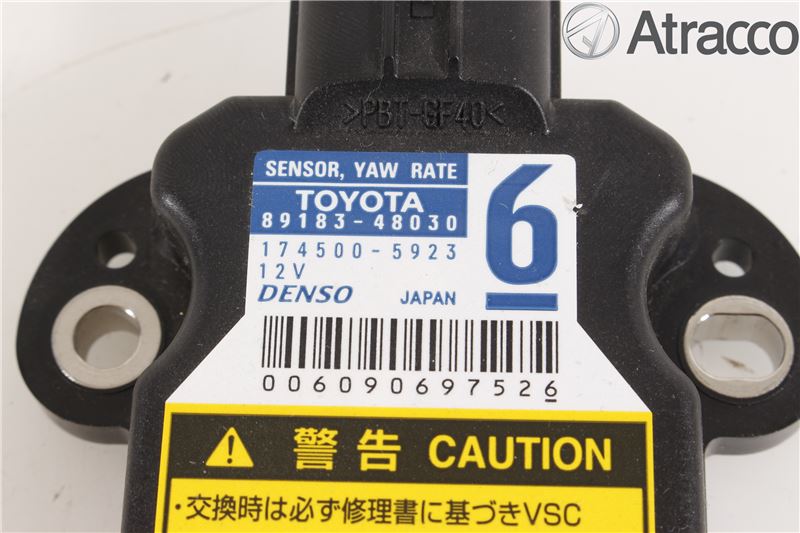 Atracco
>PBT-GF40<
SENSOR, YAW RATE
TOYOTA
89183-48030
6
174500-5923
12V
DENSO JAPAN
006090697526
警告 CAUTION
・交換時は必ず修理書に基づきVSC